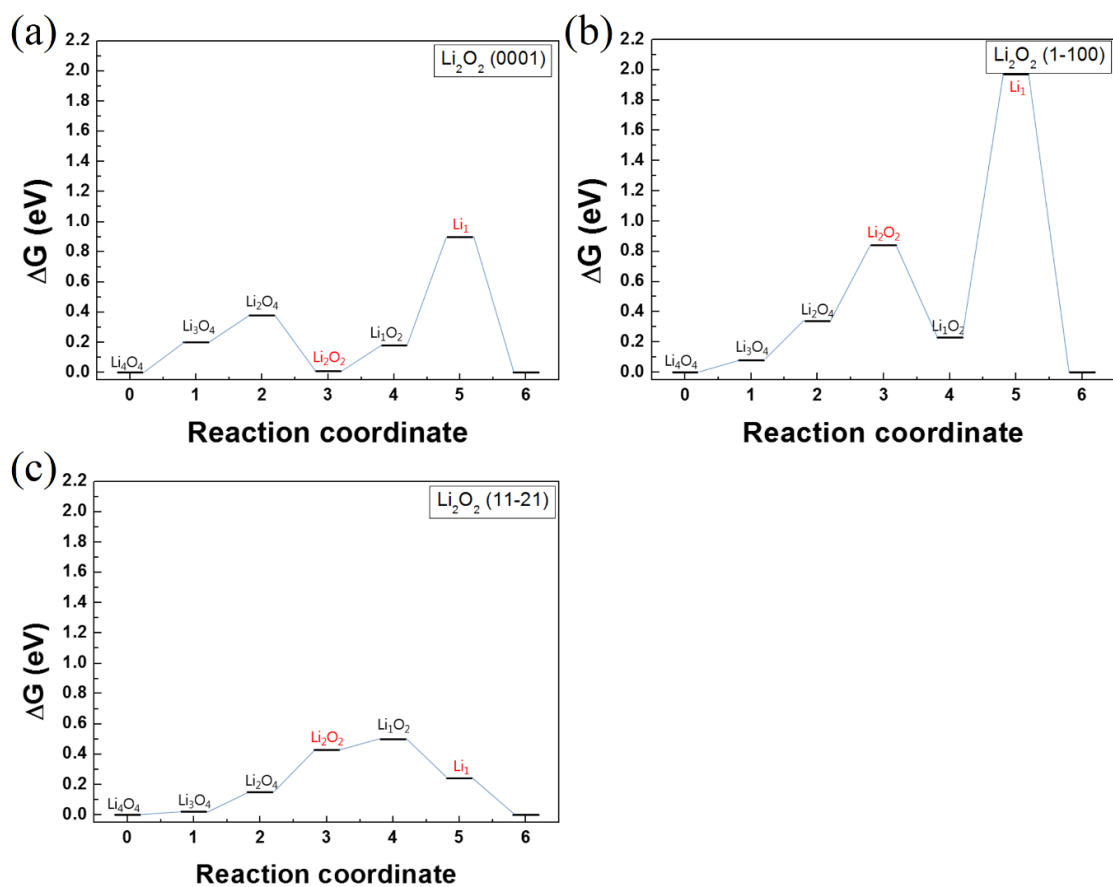 (a)
Li₂O₂ (0001)
2.2
2.0
1.8
1.6
1.4
1.2
1.0
0.8
0.6
0.4
0.2
0.0
ΔG (eV)
Li₄O₄
Li₃O₄
Li₂O₄
Li₂O₂
Li₁O₂
Li₁
0 1 2 3 4 5 6
Reaction coordinate
(b)
Li₂O₂ (1-100)
2.2
2.0
1.8
1.6
1.4
1.2
1.0
0.8
0.6
0.4
0.2
0.0
ΔG (eV)
Li₄O₄
Li₃O₄
Li₂O₄
Li₂O₂
Li₁O₂
Li₁
0 1 2 3 4 5 6
Reaction coordinate
(c)
Li₂O₂ (11-21)
2.2
2.0
1.8
1.6
1.4
1.2
1.0
0.8
0.6
0.4
0.2
0.0
ΔG (eV)
Li₄O₄
Li₃O₄
Li₂O₄
Li₂O₂
Li₁O₂
Li₁
0 1 2 3 4 5 6
Reaction coordinate